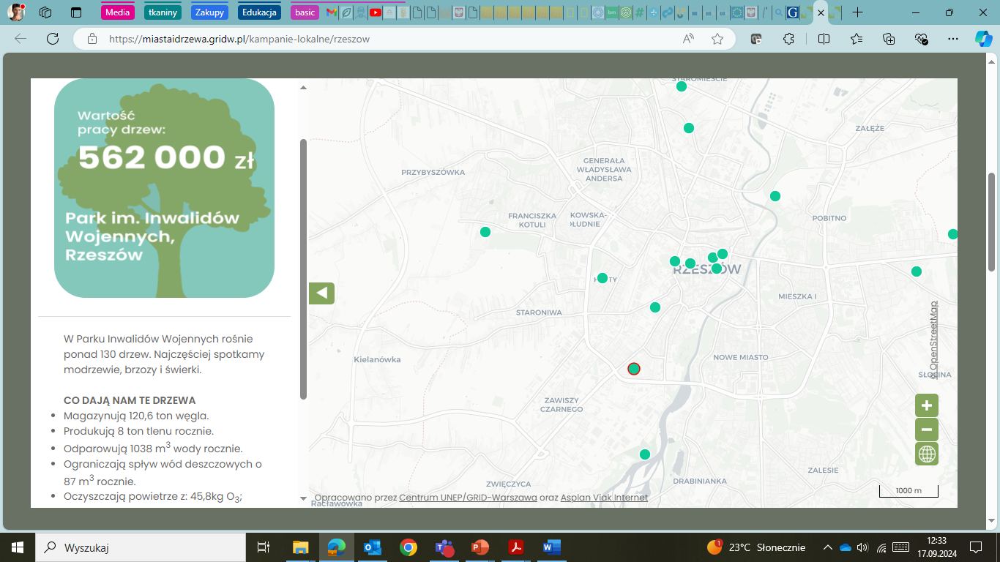 Media
tkaniny
Zakupy
Edukacja
basic
https://miastaidrzewa.gridw.pl/kampanie-lokalne/rzeszow
Wartość
pracy drzew:
562 000 zł
Park im. Inwalidów
Wojennych,
Rzeszów
W Parku Inwalidów Wojennych rośnie
ponad 130 drzew. Najczęściej spotkamy
modrzewie, brzozy i świerki.
CO DAJĄ NAM TE DRZEWA
Magazynują 120,6 ton węgla.
Produkują 8 ton tlenu rocznie.
Odparowują 1038 m³ wody rocznie.
Ograniczają spływ wód deszczowych o
87 m³ rocznie.
Oczyszczają powietrze z: 45,8kg O₃;
STAROMIEŚCIE
ZAŁĘŻE
GENERAŁA
WŁADYSŁAWA
ANDERSA
PRZYBYSZÓWKA
FRANCISZKA
KOTULI
KOWSKA-
POŁUDNIE
POBITNO
RZESZÓW
MIESZKA I
STARONIWA
Kielanówka
NOWE MIASTO
SŁOCINA
© OpenStreetMap
ZAWISZY
CZARNEGO
ZALESIE
DRABINIANKA
ZWIĘCZYCA
Racławówka
1000 m
Opracowano przez Centrum UNEP/GRID-Warszawa oraz Asplan Viak Internet
Wyszukaj
1
23°C Słonecznie
12:33
17.09.2024